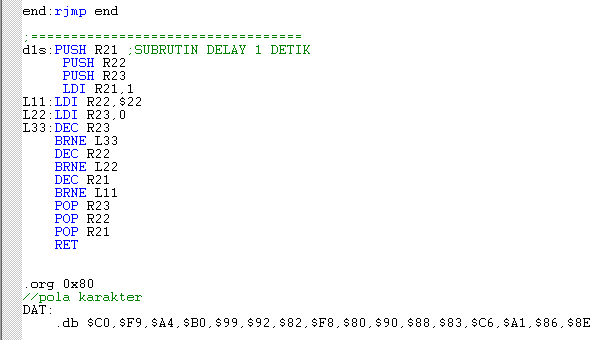 end:rjmp end
;==================================
d1s:PUSH R21 ;SUBRUTIN DELAY 1 DETIK
PUSH R22
PUSH R23
LDI R21,1
L11:LDI R22,$22
L22:LDI R23,0
L33:DEC R23
BRNE L33
DEC R22
BRNE L22
DEC R21
BRNE L11
POP R23
POP R22
POP R21
RET
.org 0x80
//pola karakter
DAT:
.db $C0,$F9,$A4,$B0,$99,$92,$82,$F8,$80,$90,$88,$83,$C6,$A1,$86,$8E